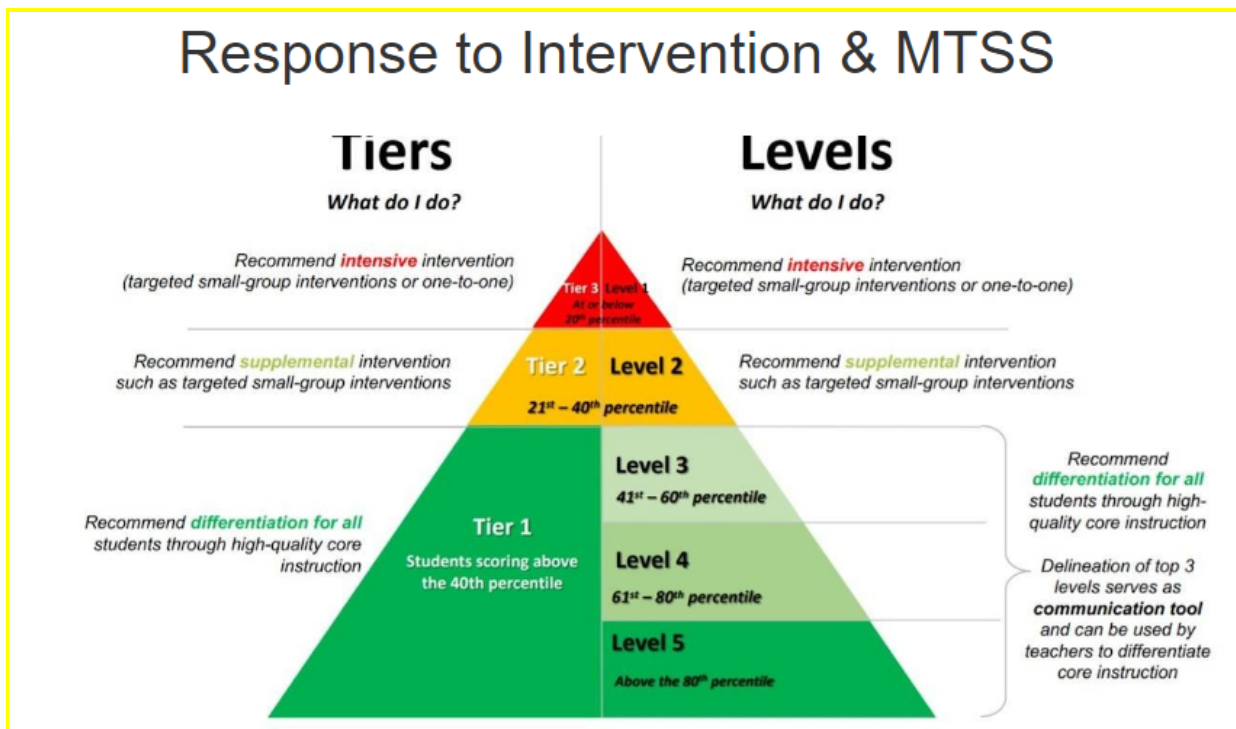 Response to Intervention & MTSS
Tiers
What do I do?
Recommend intensive intervention
(targeted small-group interventions or one-to-one)
Recommend supplemental intervention
such as targeted small-group interventions
Recommend differentiation for all
students through high-quality core
instruction
Levels
What do I do?
Recommend intensive intervention
(targeted small-group interventions or one-to-one)
Recommend supplemental intervention
such as targeted small-group interventions
Tier 3 Level 1
At or below
20th percentile
Tier 2 Level 2
21st – 40th percentile
Tier 1
Students scoring above
the 40th percentile
Level 3
41st – 60th percentile
Level 4
61st – 80th percentile
Level 5
Above the 80th percentile
Recommend
differentiation for all
students through high-
quality core instruction
Delineation of top 3
levels serves as
communication tool
and can be used by
teachers to differentiate
core instruction